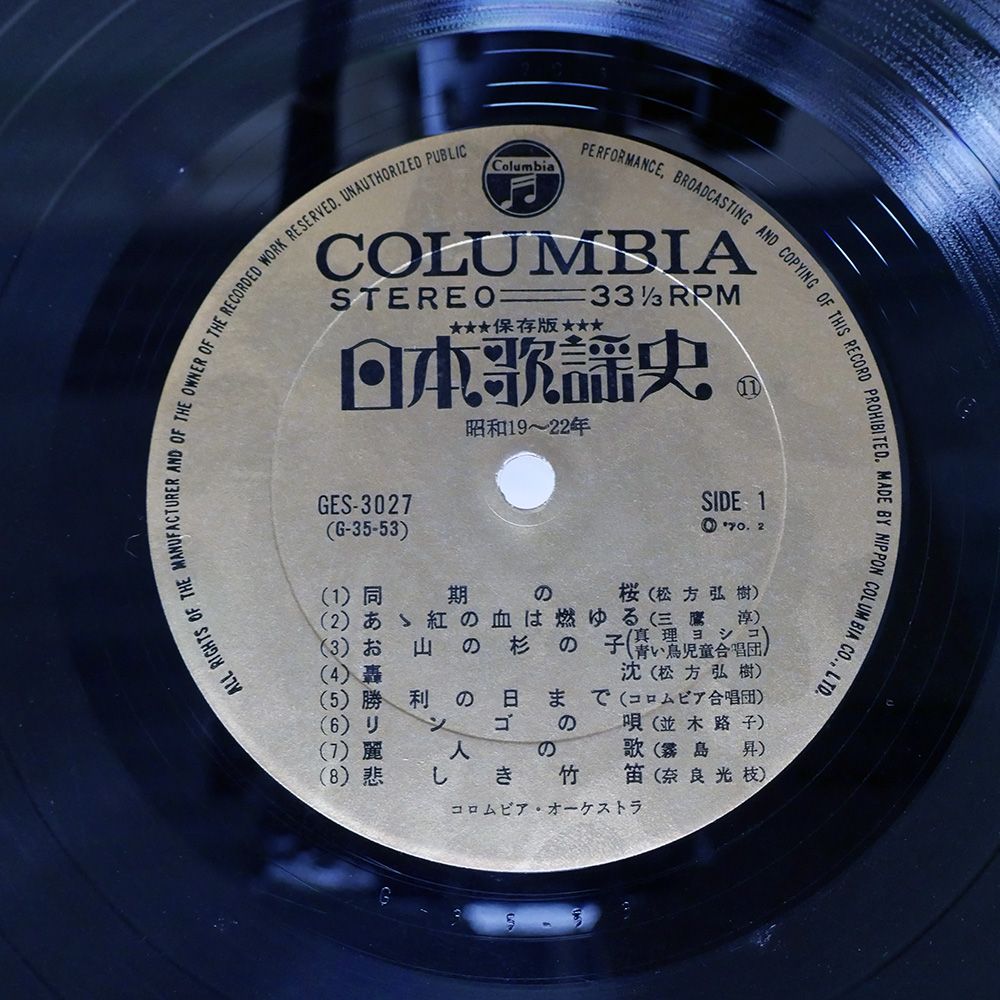 ALL RIGHTS OF THE MANUFACTURER AND OF THE OWNER OF THE RECORDED WORK RESERVED. UNAUTHORIZED PUBLIC PERFORMANCE, BROADCASTING AND COPYING OF THIS RECORD PROHIBITED. MADE BY NIPPON COLUMBIA CO., LTD.
Columbia
COLUMBIA
STEREO 33 1/3 RPM
★★★保存版★★★
日本歌謡史 ⑪
昭和19〜22年
GES-3027 SIDE 1
(G-35-53) Ⓟ '70. 2
(1) 同期の桜 (松方弘樹)
(2) あゝ紅の血は燃ゆる (三鷹淳)
(3) お山の杉の子 (真理ヨシコ 青い鳥児童合唱団)
(4) 轟沈 (松方弘樹)
(5) 勝利の日まで (コロムビア合唱団)
(6) リンゴの唄 (並木路子)
(7) 麗人の歌 (霧島昇)
(8) 悲しき竹笛 (奈良光枝)
コロムビア・オーケストラ